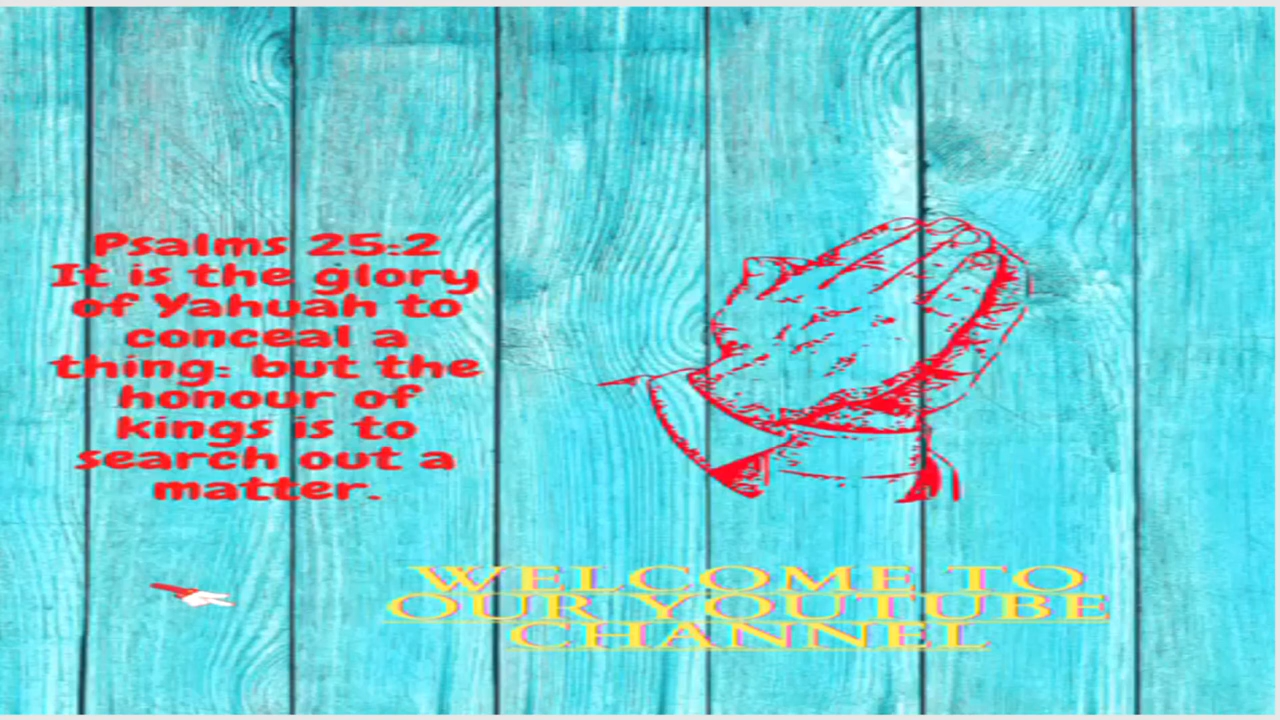 Psalms 25:2
It is the glory
of Yahuah to
conceal a
thing: but the
honour of
kings is to
search out a
matter.
WELCOME TO
OUR YOUTUBE
CHANNEL